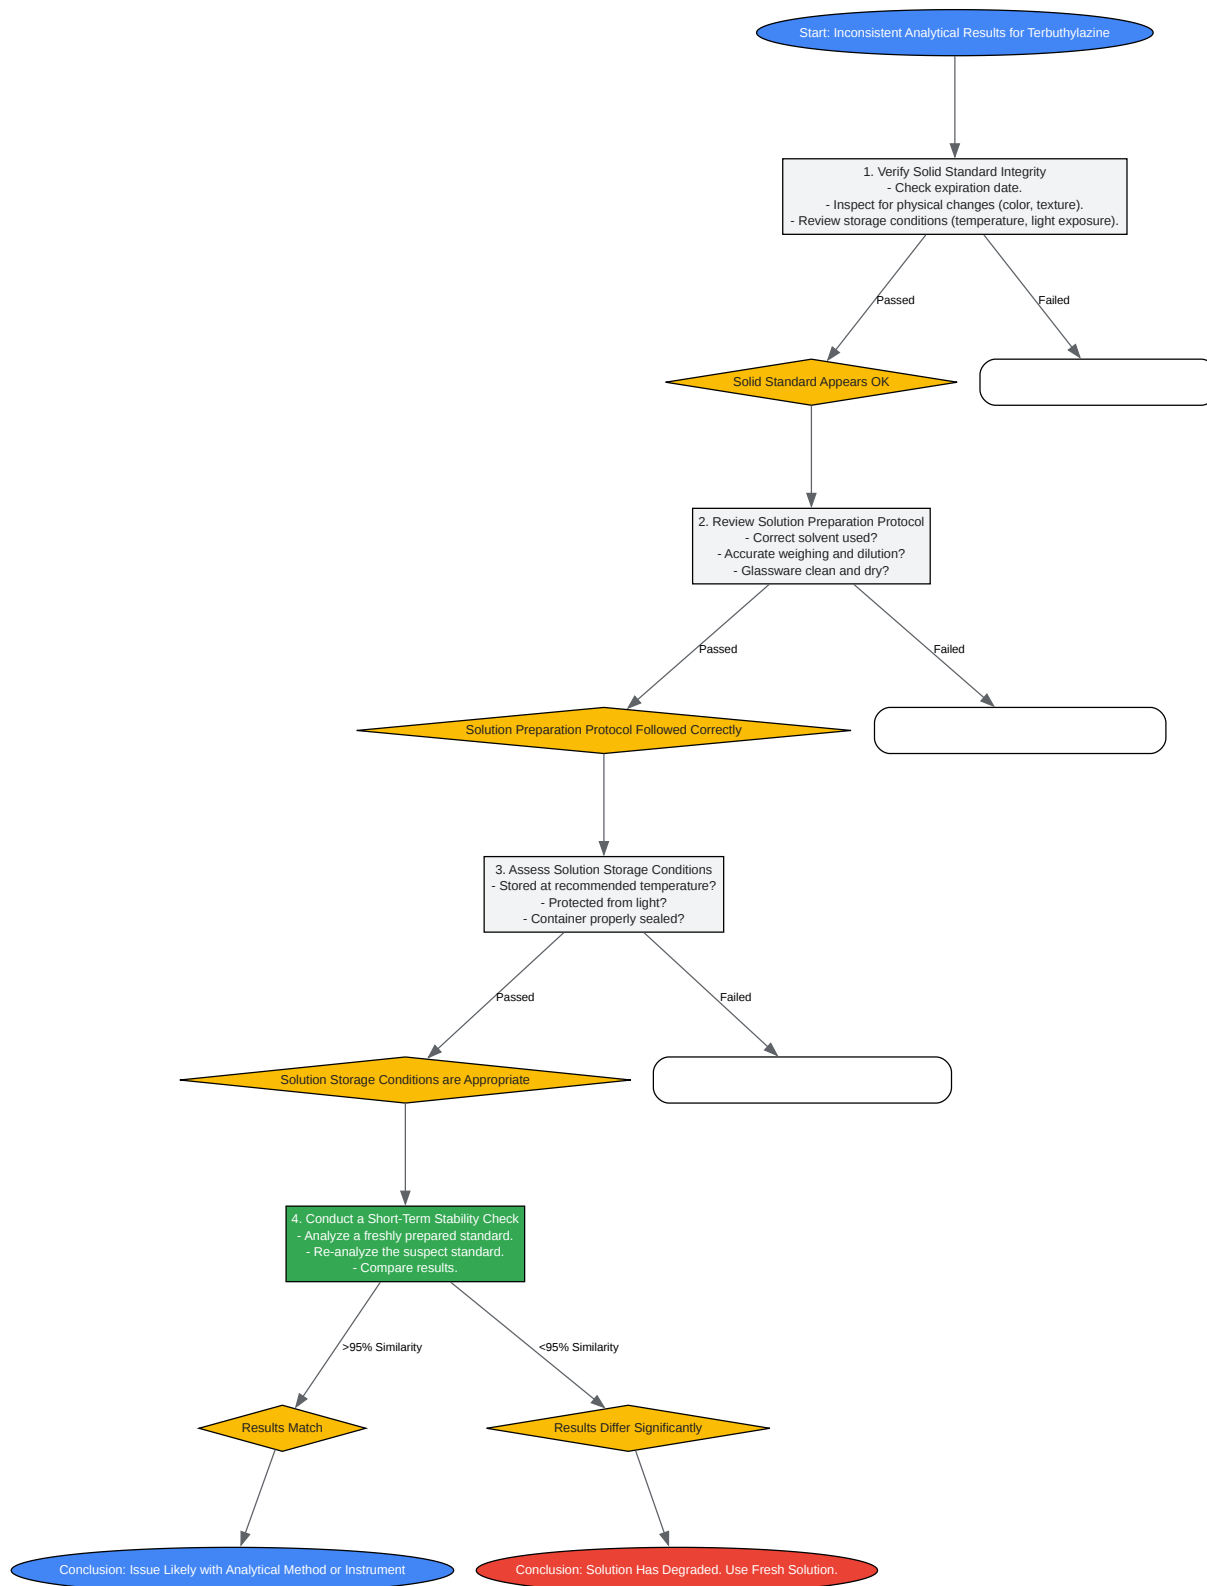 Start: Inconsistent Analytical Results for Terbuthylazine
1. Verify Solid Standard Integrity
- Check expiration date.
- Inspect for physical changes (color, texture).
- Review storage conditions (temperature, light exposure).
Passed
Failed
Solid Standard Appears OK
2. Review Solution Preparation Protocol
- Correct solvent used?
- Accurate weighing and dilution?
- Glassware clean and dry?
Passed
Failed
Solution Preparation Protocol Followed Correctly
3. Assess Solution Storage Conditions
- Stored at recommended temperature?
- Protected from light?
- Container properly sealed?
Passed
Failed
Solution Storage Conditions are Appropriate
4. Conduct a Short-Term Stability Check
- Analyze a freshly prepared standard.
- Re-analyze the suspect standard.
- Compare results.
>95% Similarity
<95% Similarity
Results Match
Results Differ Significantly
Conclusion: Issue Likely with Analytical Method or Instrument
Conclusion: Solution Has Degraded. Use Fresh Solution.